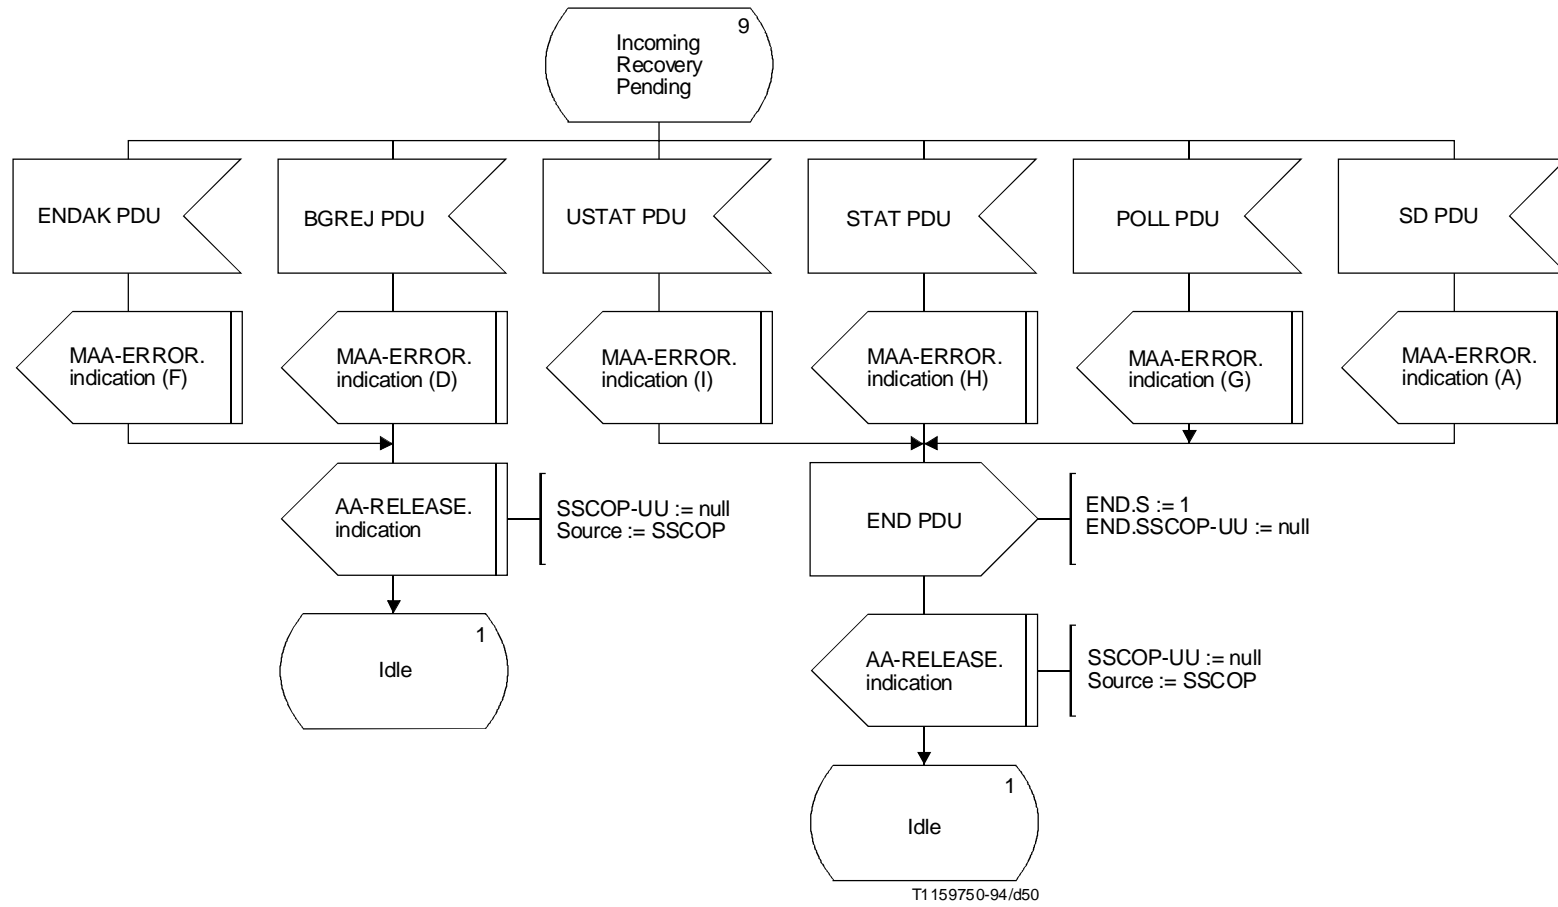 9
Incoming
Recovery
Pending
ENDAK PDU
BGREJ PDU
USTAT PDU
STAT PDU
POLL PDU
SD PDU
MAA-ERROR.
indication (F)
MAA-ERROR.
indication (D)
MAA-ERROR.
indication (I)
MAA-ERROR.
indication (H)
MAA-ERROR.
indication (G)
MAA-ERROR.
indication (A)
AA-RELEASE.
indication
SSCOP-UU := null
Source := SSCOP
END PDU
END.S := 1
END.SSCOP-UU := null
1
Idle
AA-RELEASE.
indication
SSCOP-UU := null
Source := SSCOP
1
Idle
T1159750-94/d50